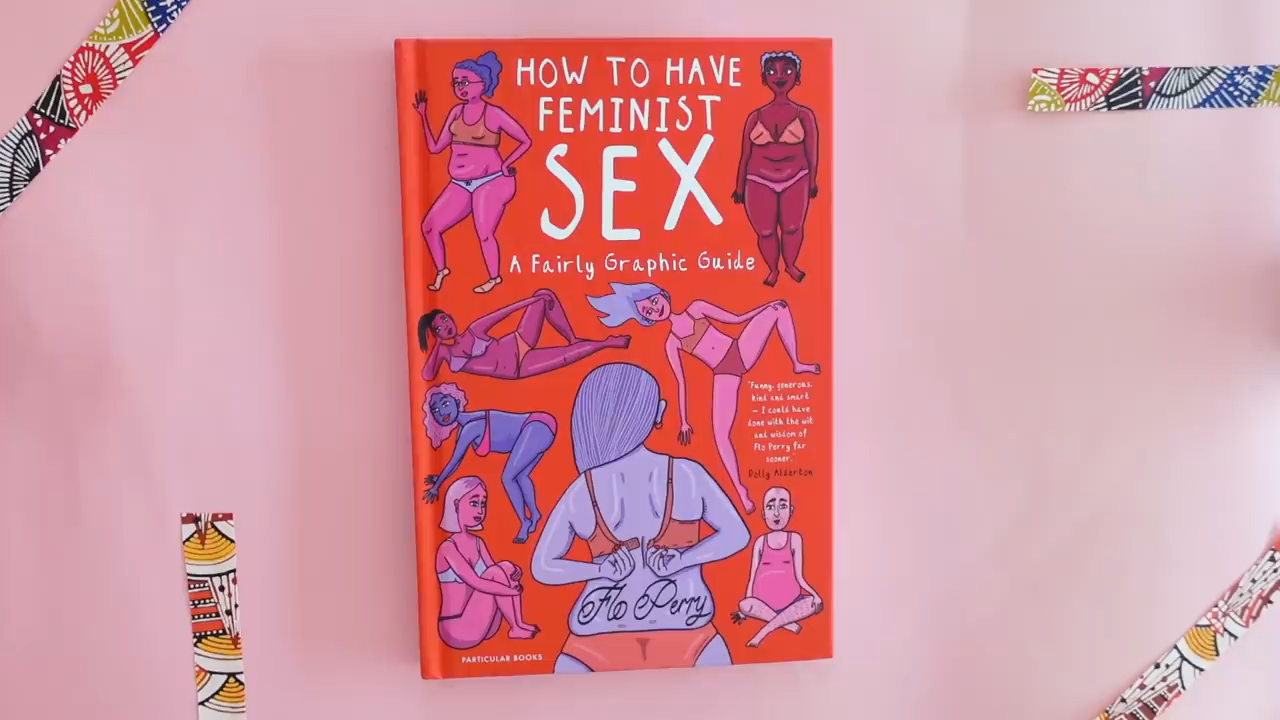 HOW TO HAVE
FEMINIST
SEX
A Fairly Graphic Guide
"Funny, generous,
kind and smart
– I could have
done with the wit
and wisdom of
Flo Perry far
sooner."
Dolly Alderton
Flo Perry
PARTICULAR BOOKS